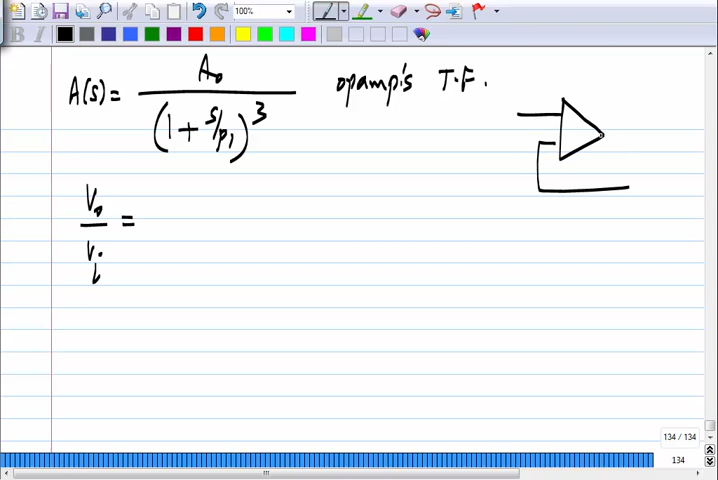 100%
B I
A(s) = A₀ / (1 + s/p₁)³ opamp's T.F.
V₀ / Vᵢ =
134 / 134
134